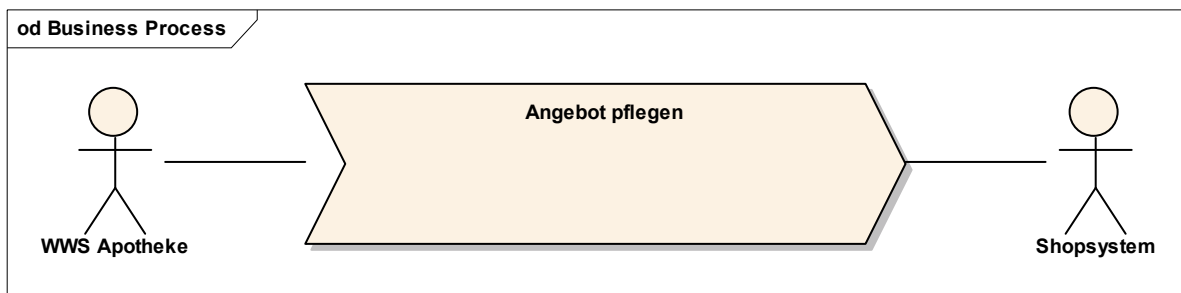 od Business Process
Angebot pflegen
WWS Apotheke
Shopsystem